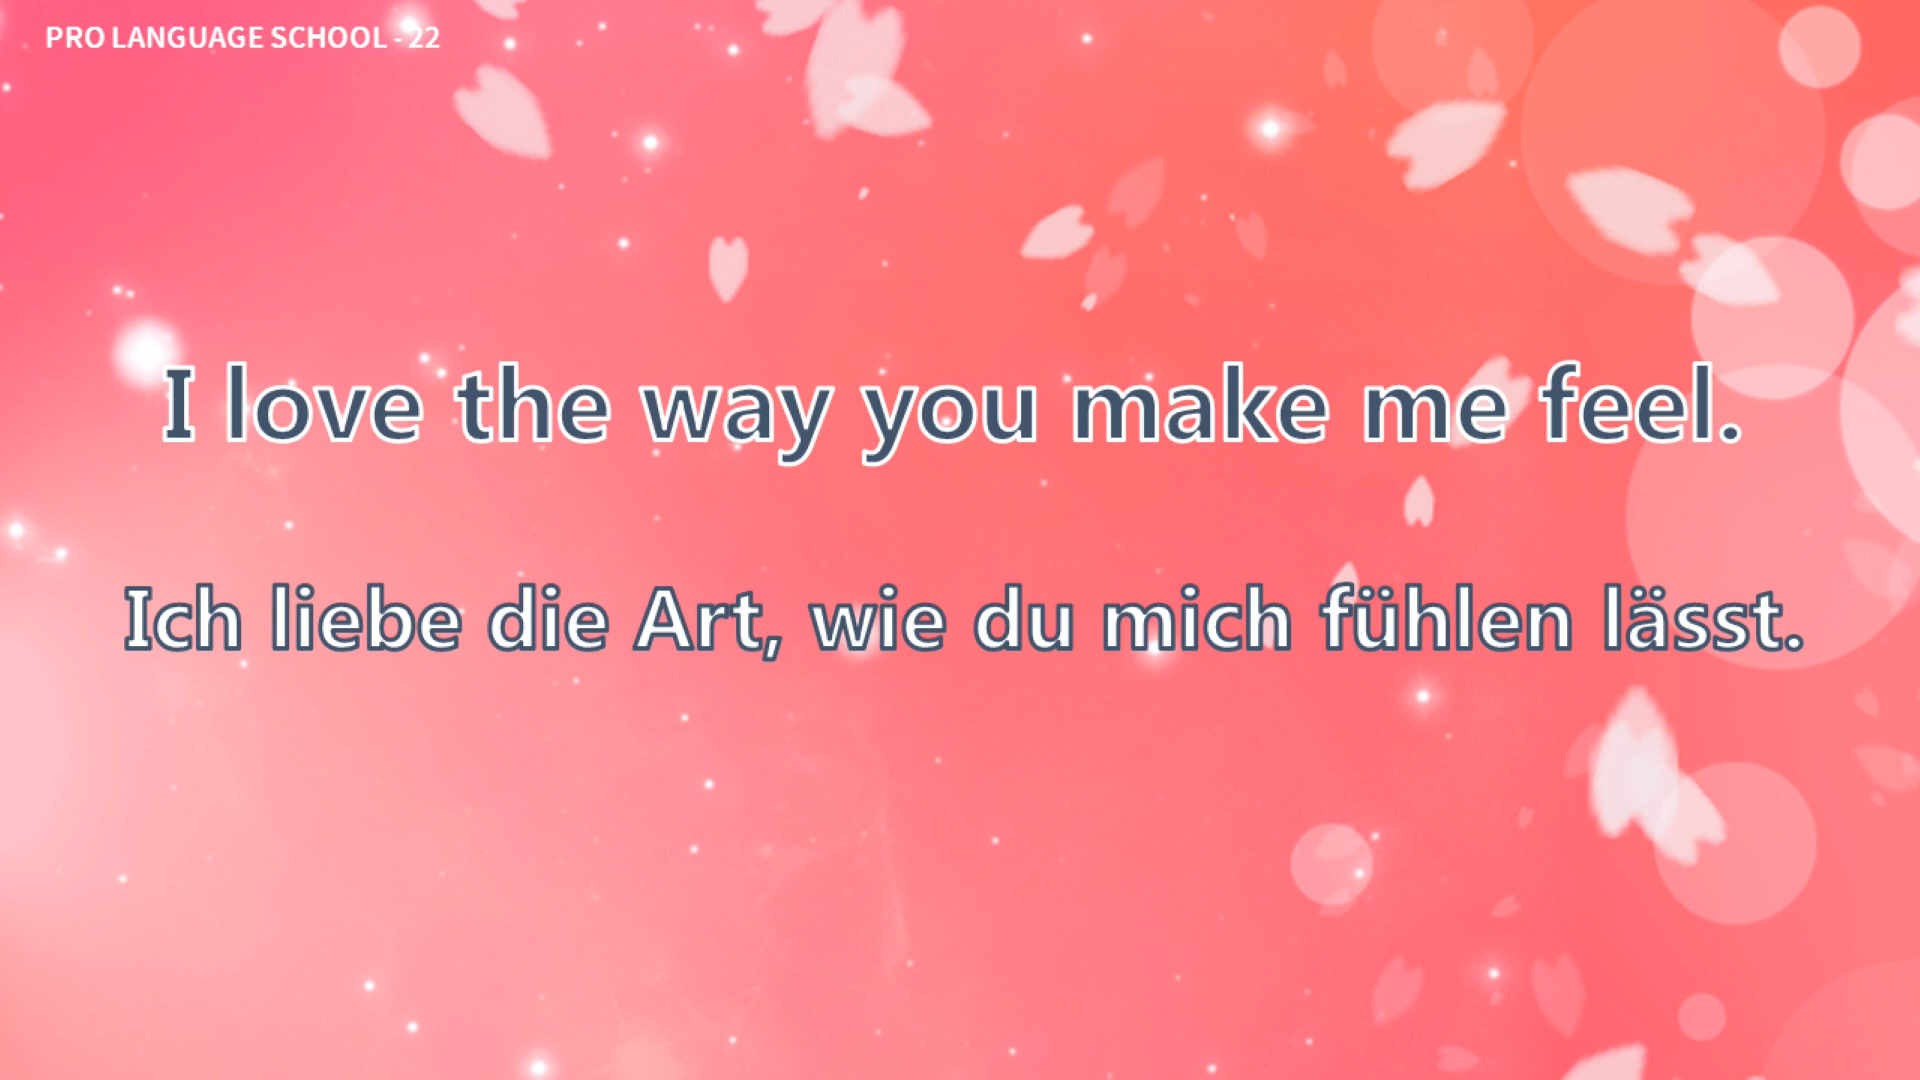 PRO LANGUAGE SCHOOL - 22
I love the way you make me feel.
Ich liebe die Art, wie du mich fühlen lässt.